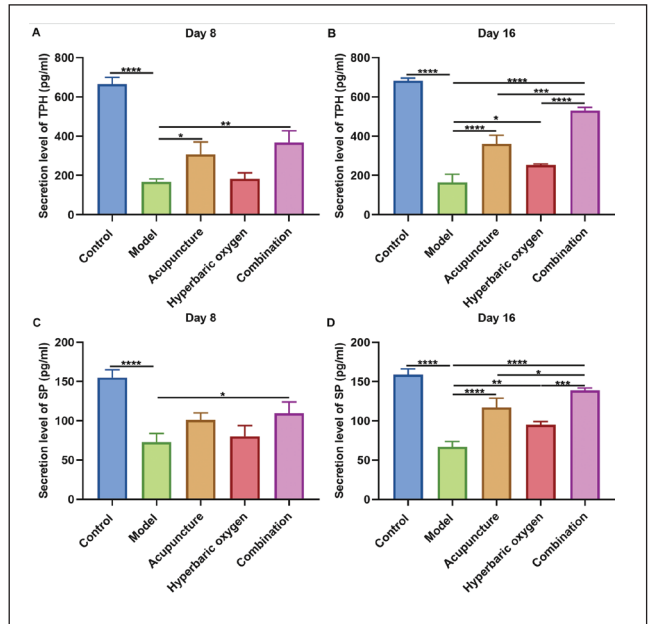 A
Day 8
Secretion level of TPH (pg/ml)
800
600
400
200
0
****
*
**
Control
Model
Acupuncture
Hyperbaric oxygen
Combination
B
Day 16
Secretion level of TPH (pg/ml)
800
600
400
200
0
****
****
***
****
*
****
Control
Model
Acupuncture
Hyperbaric oxygen
Combination
C
Day 8
Secretion level of SP (pg/ml)
200
150
100
50
0
****
*
Control
Model
Acupuncture
Hyperbaric oxygen
Combination
D
Day 16
Secretion level of SP (pg/ml)
200
150
100
50
0
****
****
*
**
***
****
Control
Model
Acupuncture
Hyperbaric oxygen
Combination